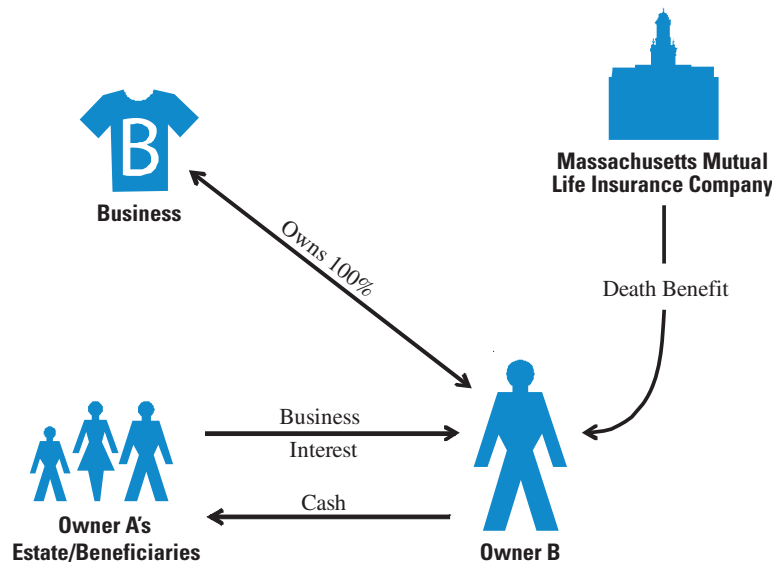 B
Business
Massachusetts Mutual
Life Insurance Company
Owns 100%
Death Benefit
Business
Interest
Cash
Owner A's
Estate/Beneficiaries
Owner B